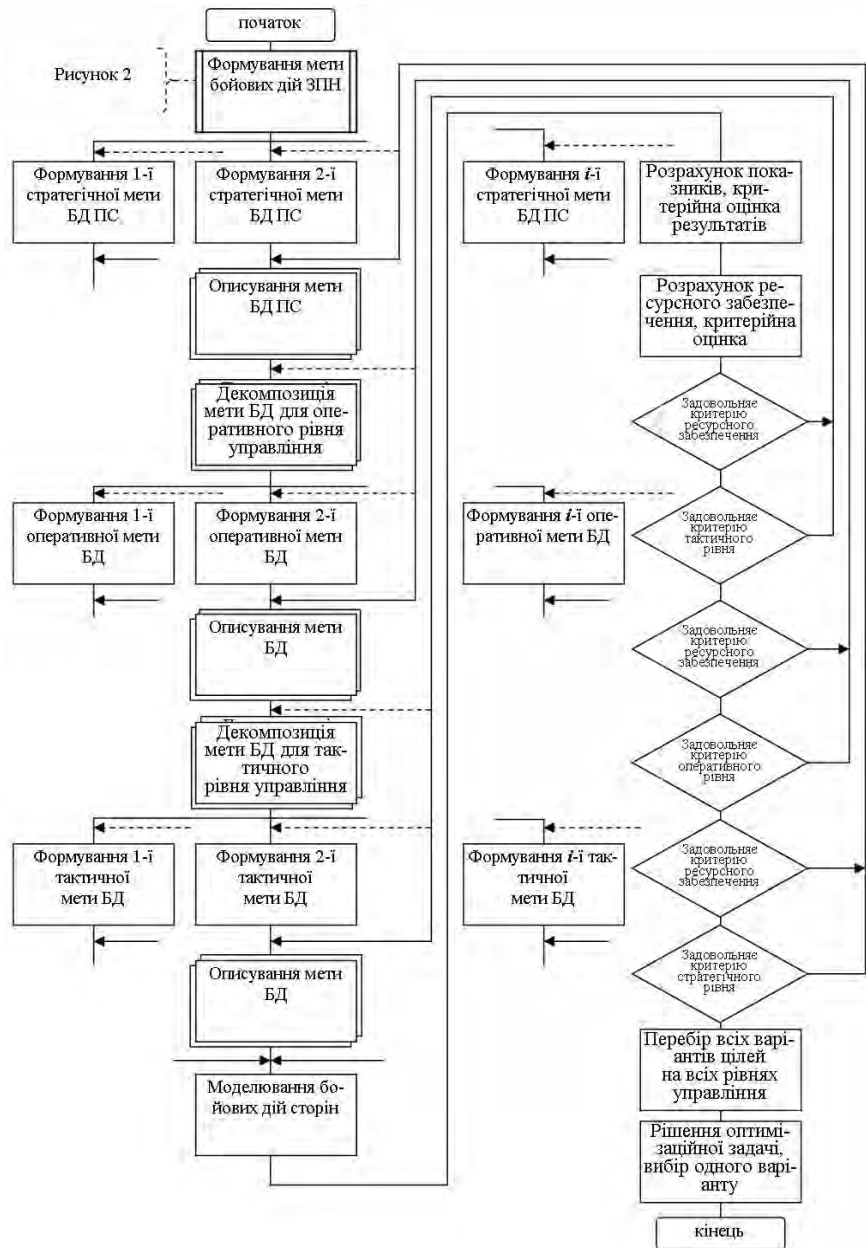 початок
Рисунок 2
Формування мети
бойових дій ЗПН
Формування 1-ї
стратегічної мети
БД ПС
Формування 2-ї
стратегічної мети
БД ПС
Описування мети
БД ПС
Декомпозиція
мети БД для опе-
ративного рівня
управління
Формування 1-ї
оперативної мети
БД
Формування 2-ї
оперативної мети
БД
Описування мети
БД
Декомпозиція
мети БД для так-
тичного
рівня управління
Формування 1-ї
тактичної
мети БД
Формування 2-ї
тактичної
мети БД
Описування мети
БД
Моделювання бо-
йових дій сторін
Формування i-ї
стратегічної мети
БД ПС
Формування i-ї опе-
ративної мети БД
Формування i-ї так-
тичної
мети БД
Розрахунок пока-
зників, кри-
терійна оцінка
результатів
Розрахунок ре-
сурсного забезпе-
чення, критерійна
оцінка
Задовольняє
критерію
ресурсного
забезпечення
Задовольняє
критерію
тактичного
рівня
Задовольняє
критерію
ресурсного
забезпечення
Задовольняє
критерію
оперативного
рівня
Задовольняє
критерію
ресурсного
забезпечення
Задовольняє
критерію
стратегічного
рівня
Перебір всіх варі-
антів цілей
на всіх рівнях
управління
Рішення оптимі-
заційної задачі,
вибір одного варі-
анту
кінець